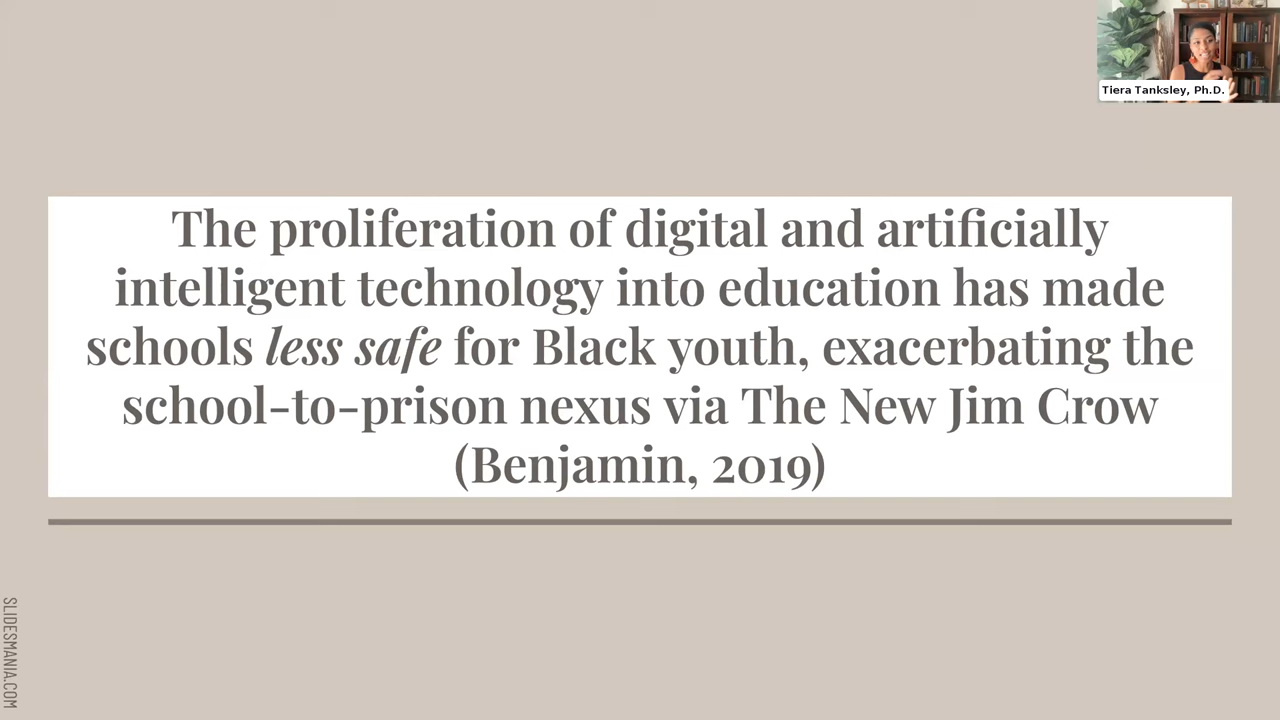 Tiera Tanksley, Ph.D.
The proliferation of digital and artificially
intelligent technology into education has made
schools less safe for Black youth, exacerbating the
school-to-prison nexus via The New Jim Crow
(Benjamin, 2019)
SLIDESMANIA.COM